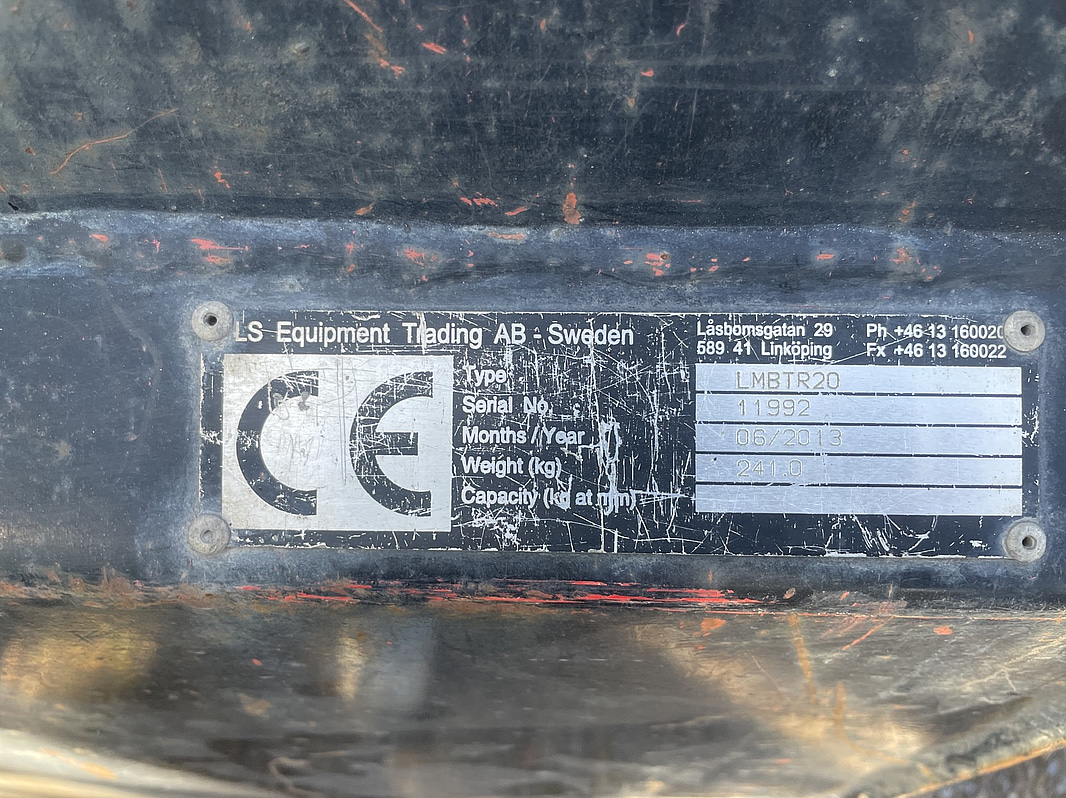 LS Equipment Trading AB - Sweden
Låsbomsgatan 29 Ph +46 13 160020
589 41 Linköping Fx +46 13 160022
CE
Type LMBTR20
Serial No. : 11992
Months / Year 06/2013
Weight (kg) 241.0
Capacity (kg at mm)